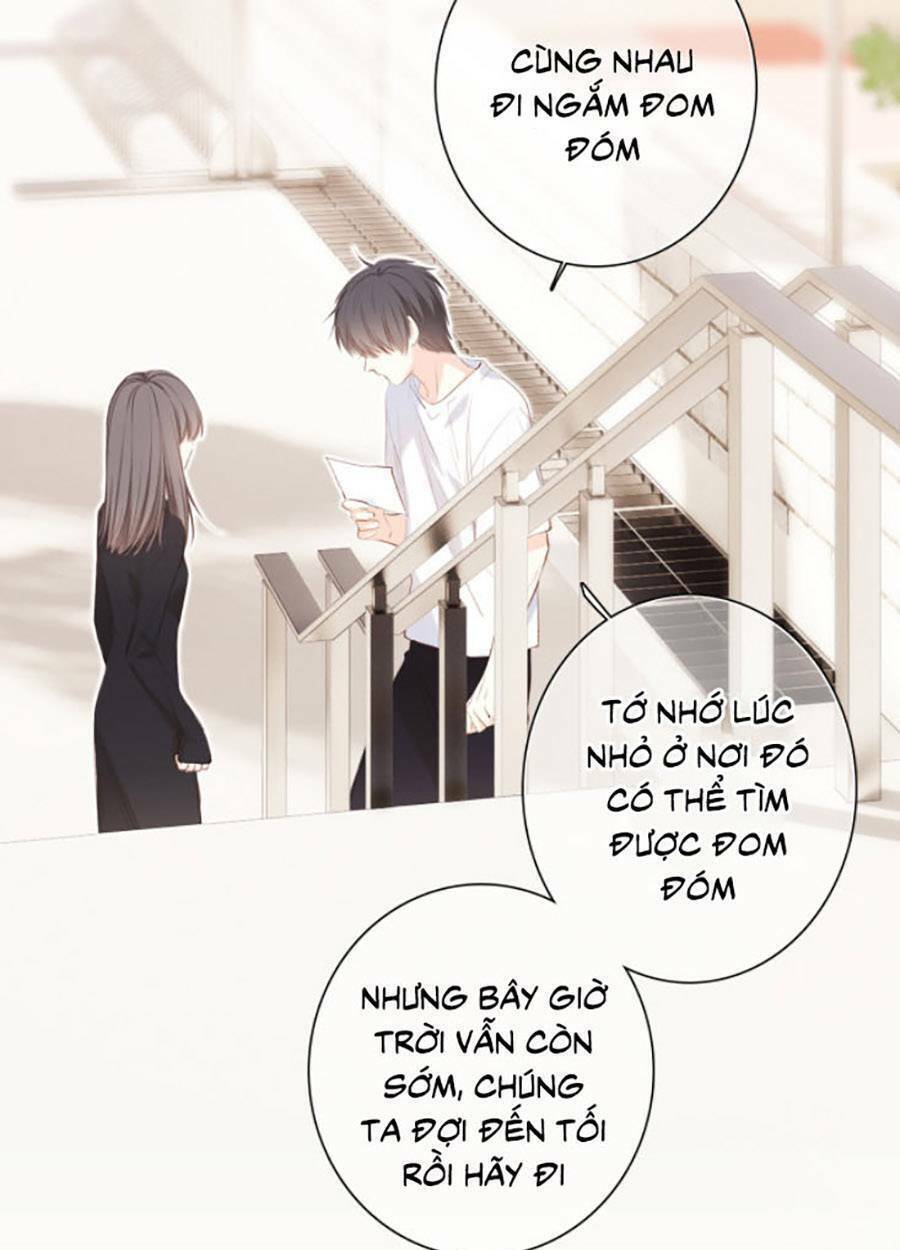 CÙNG NHAU
ĐI NGẮM ĐOM
ĐÓM
TỚ NHỚ LÚC
NHỎ Ở NƠI ĐÓ
CÓ THỂ TÌM
ĐƯỢC ĐOM
ĐÓM
NHƯNG BÂY GIỜ
TRỜI VẪN CÒN
SỚM, CHÚNG
TA ĐỢI ĐẾN TỐI
RỒI HÃY ĐI